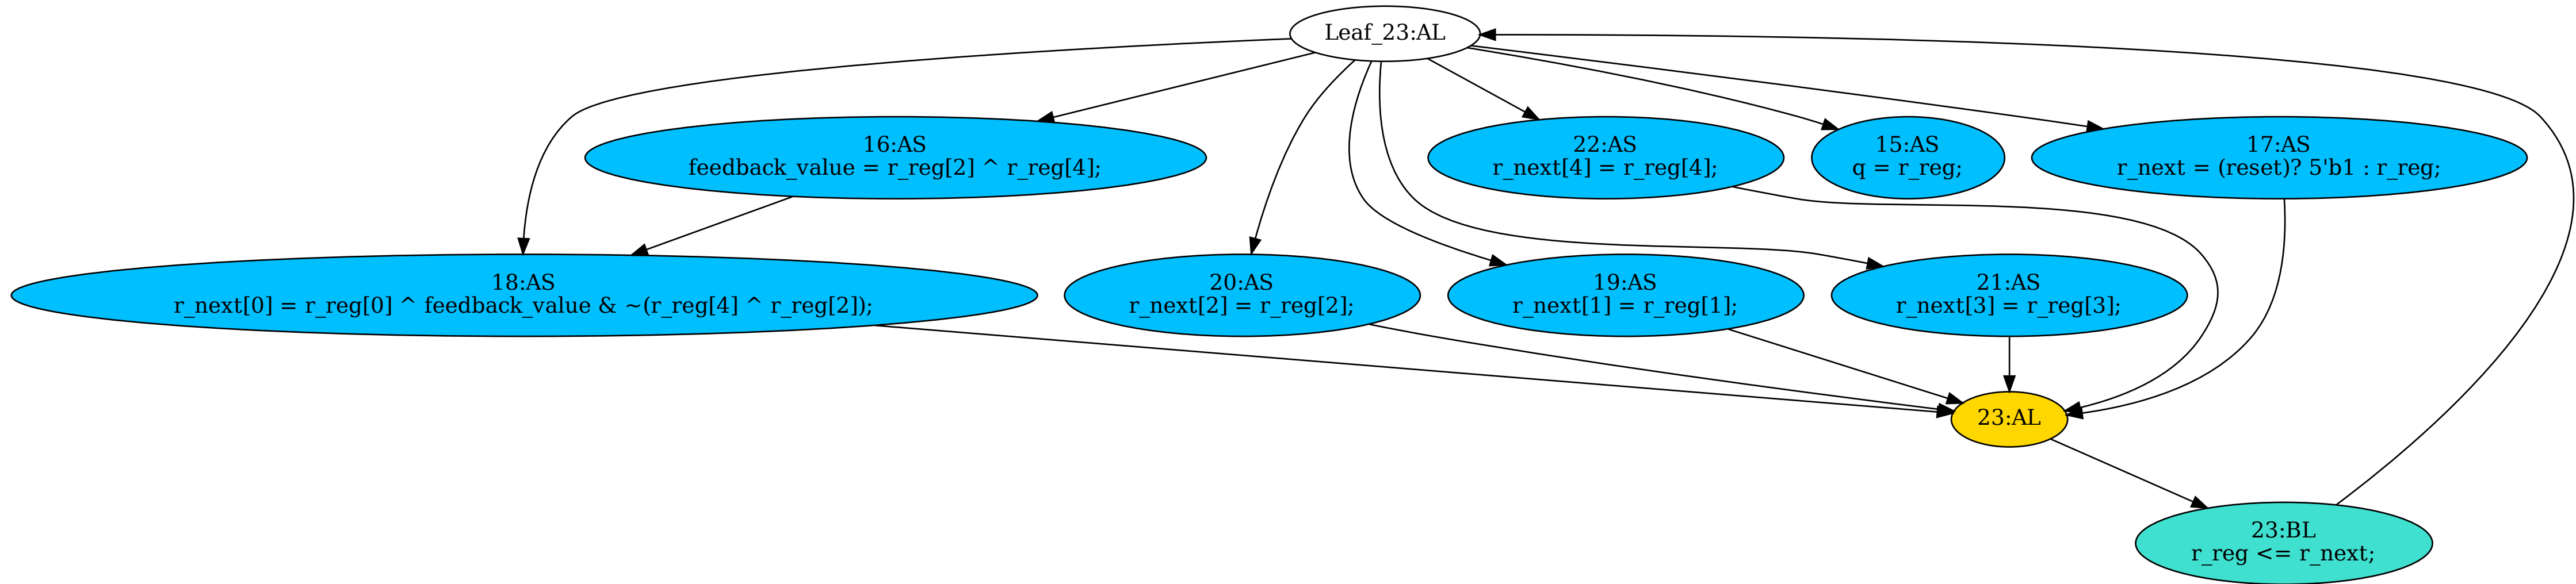 Leaf_23:AL
16:AS
feedback_value = r_reg[2] ^ r_reg[4];
22:AS
r_next[4] = r_reg[4];
15:AS
q = r_reg;
17:AS
r_next = (reset)? 5'b1 : r_reg;
18:AS
r_next[0] = r_reg[0] ^ feedback_value & ~(r_reg[4] ^ r_reg[2]);
20:AS
r_next[2] = r_reg[2];
19:AS
r_next[1] = r_reg[1];
21:AS
r_next[3] = r_reg[3];
23:AL
23:BL
r_reg <= r_next;